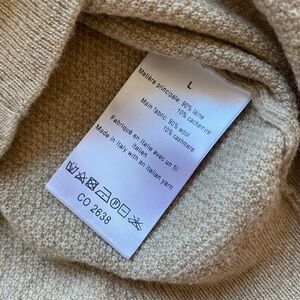 L
Matière principale: 90% laine
10% cachemire
Main fabric: 90% wool
10% cashmere
Fabriqué en Italie avec un fil
italien
Made in Italy with an Italian yarn
CO 2638